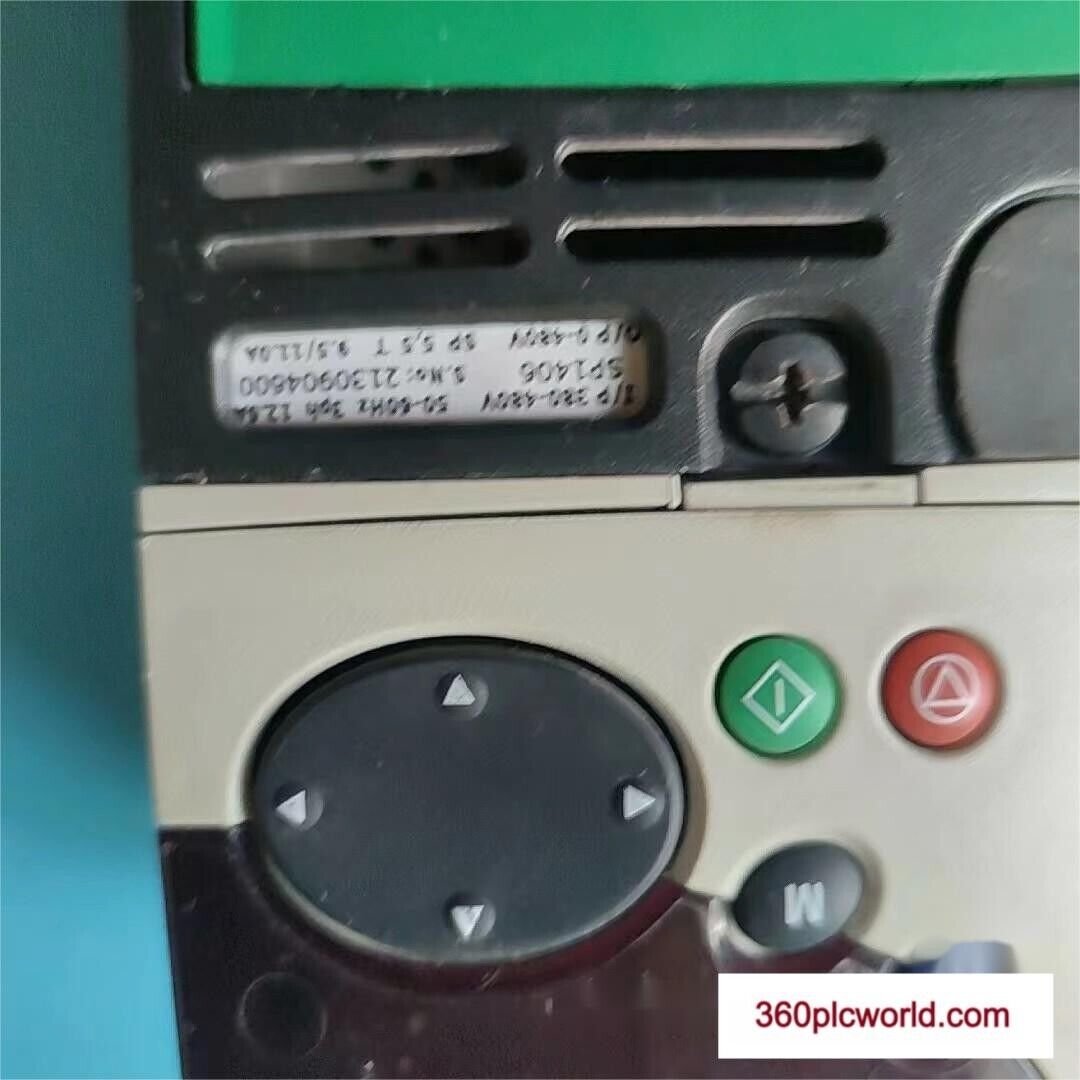 I/P 380-480V 50-60Hz 3ph 12.6A
SP1406 S.No: 2130904600
O/P 0-480V SP 5,5 T 9.5/11.0A
M
360plcworld.com